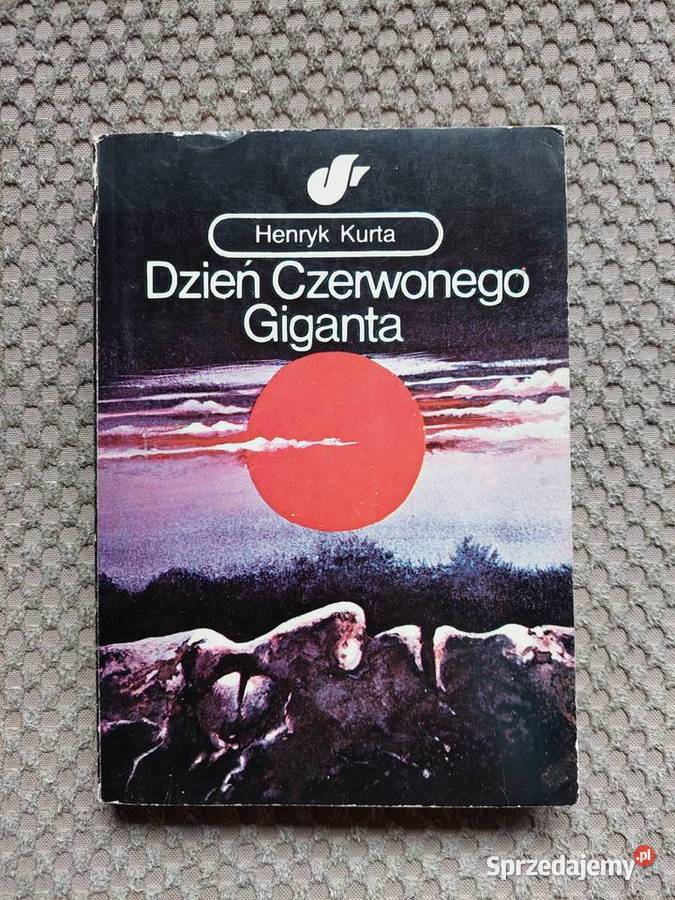 Henryk Kurta
Dzień Czerwonego
Giganta
Sprzedajemy.pl